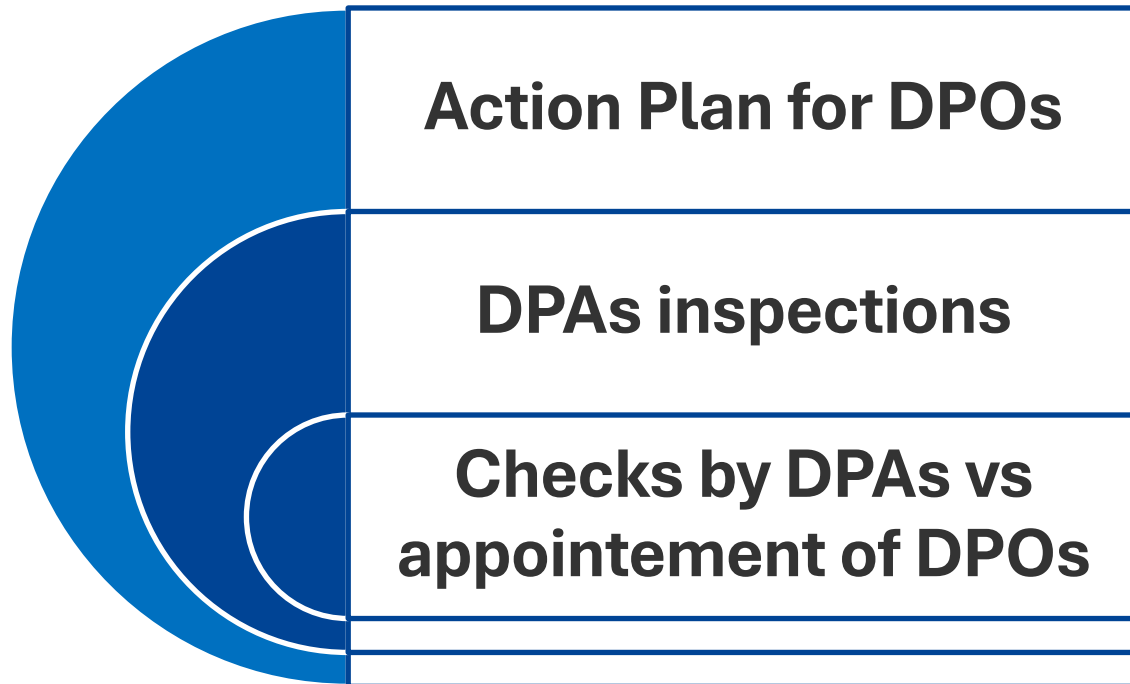 Action Plan for DPOs
DPAs inspections
Checks by DPAs vs
appointement of DPOs